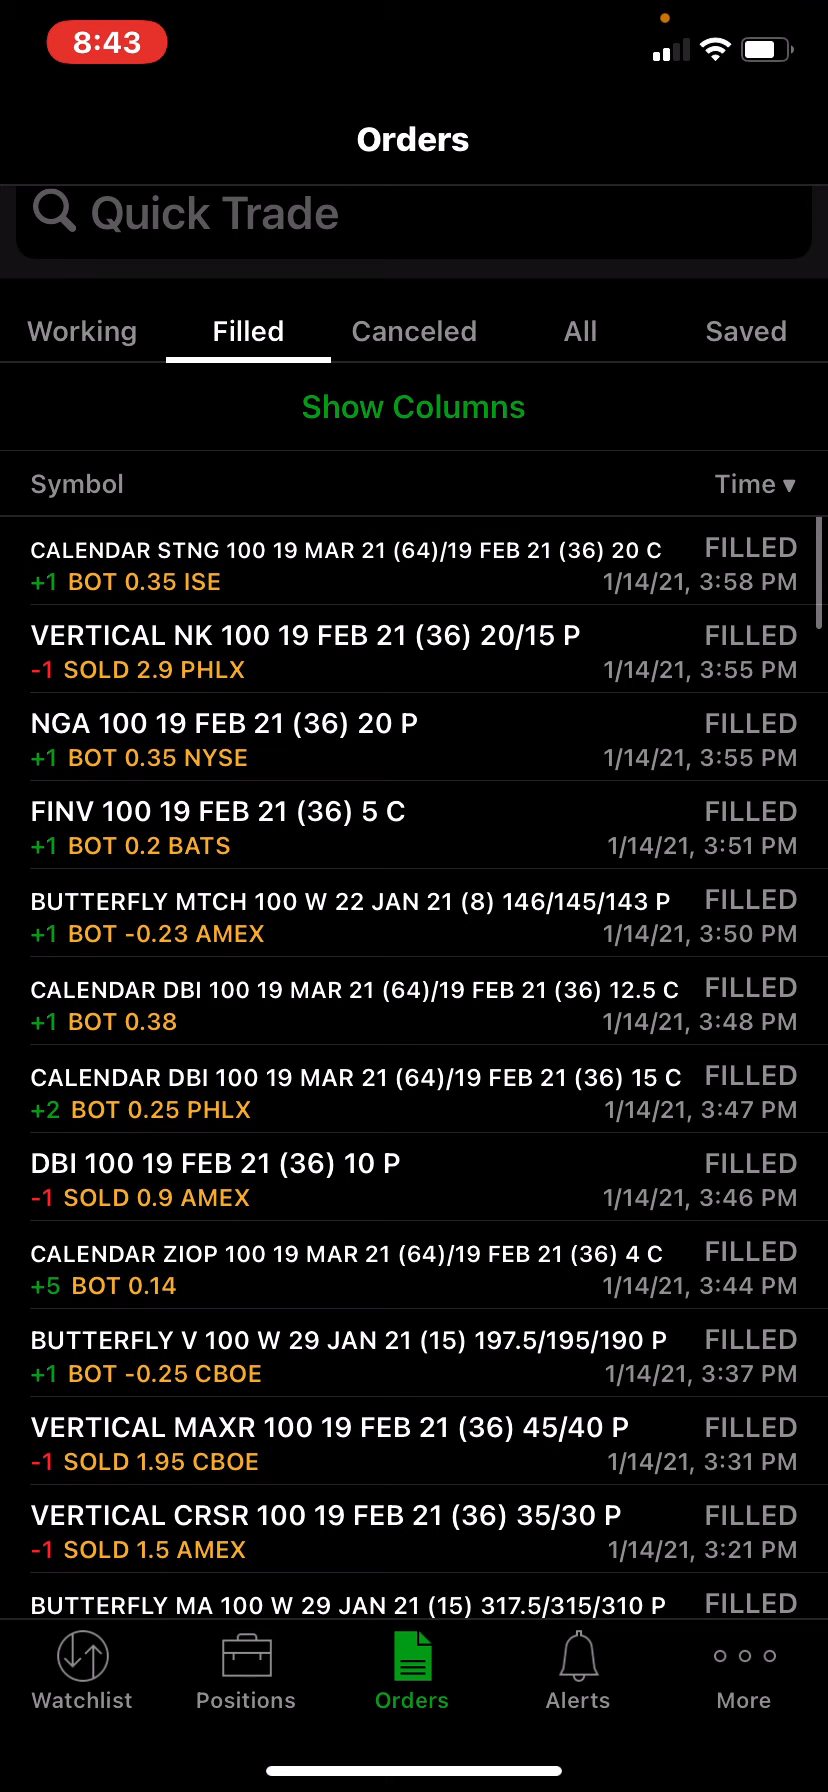 8:43
Orders
Quick Trade
Working Filled Canceled All Saved
Show Columns
Symbol Time ▼
CALENDAR STNG 100 19 MAR 21 (64)/19 FEB 21 (36) 20 C FILLED
+1 BOT 0.35 ISE 1/14/21, 3:58 PM
VERTICAL NK 100 19 FEB 21 (36) 20/15 P FILLED
-1 SOLD 2.9 PHLX 1/14/21, 3:55 PM
NGA 100 19 FEB 21 (36) 20 P FILLED
+1 BOT 0.35 NYSE 1/14/21, 3:55 PM
FINV 100 19 FEB 21 (36) 5 C FILLED
+1 BOT 0.2 BATS 1/14/21, 3:51 PM
BUTTERFLY MTCH 100 W 22 JAN 21 (8) 146/145/143 P FILLED
+1 BOT -0.23 AMEX 1/14/21, 3:50 PM
CALENDAR DBI 100 19 MAR 21 (64)/19 FEB 21 (36) 12.5 C FILLED
+1 BOT 0.38 1/14/21, 3:48 PM
CALENDAR DBI 100 19 MAR 21 (64)/19 FEB 21 (36) 15 C FILLED
+2 BOT 0.25 PHLX 1/14/21, 3:47 PM
DBI 100 19 FEB 21 (36) 10 P FILLED
-1 SOLD 0.9 AMEX 1/14/21, 3:46 PM
CALENDAR ZIOP 100 19 MAR 21 (64)/19 FEB 21 (36) 4 C FILLED
+5 BOT 0.14 1/14/21, 3:44 PM
BUTTERFLY V 100 W 29 JAN 21 (15) 197.5/195/190 P FILLED
+1 BOT -0.25 CBOE 1/14/21, 3:37 PM
VERTICAL MAXR 100 19 FEB 21 (36) 45/40 P FILLED
-1 SOLD 1.95 CBOE 1/14/21, 3:31 PM
VERTICAL CRSR 100 19 FEB 21 (36) 35/30 P FILLED
-1 SOLD 1.5 AMEX 1/14/21, 3:21 PM
BUTTERFLY MA 100 W 29 JAN 21 (15) 317.5/315/310 P FILLED
Watchlist Positions Orders Alerts More